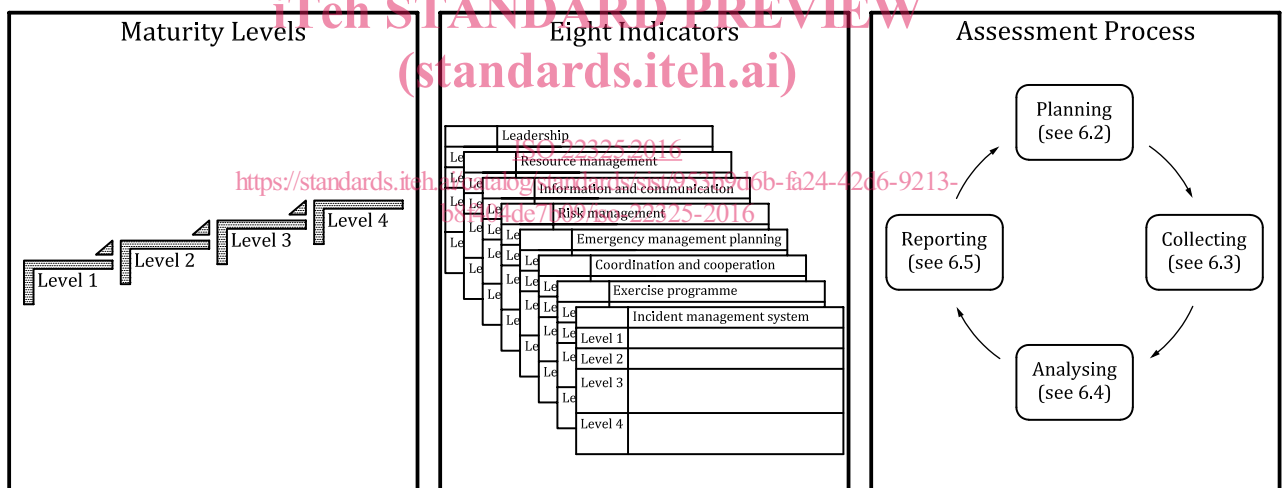 iTeh STANDARD PREVIEW
(standards.iteh.ai)
ISO 22325:2016
Maturity Levels
Level 1
Level 2
Level 3
Level 4
Eight Indicators
Leadership
Resource management
Information and communication
Risk management
Emergency management planning
Coordination and cooperation
Exercise programme
Incident management system
Level 1
Level 2
Level 3
Level 4
Assessment Process
Planning
(see 6.2)
Collecting
(see 6.3)
Analysing
(see 6.4)
Reporting
(see 6.5)